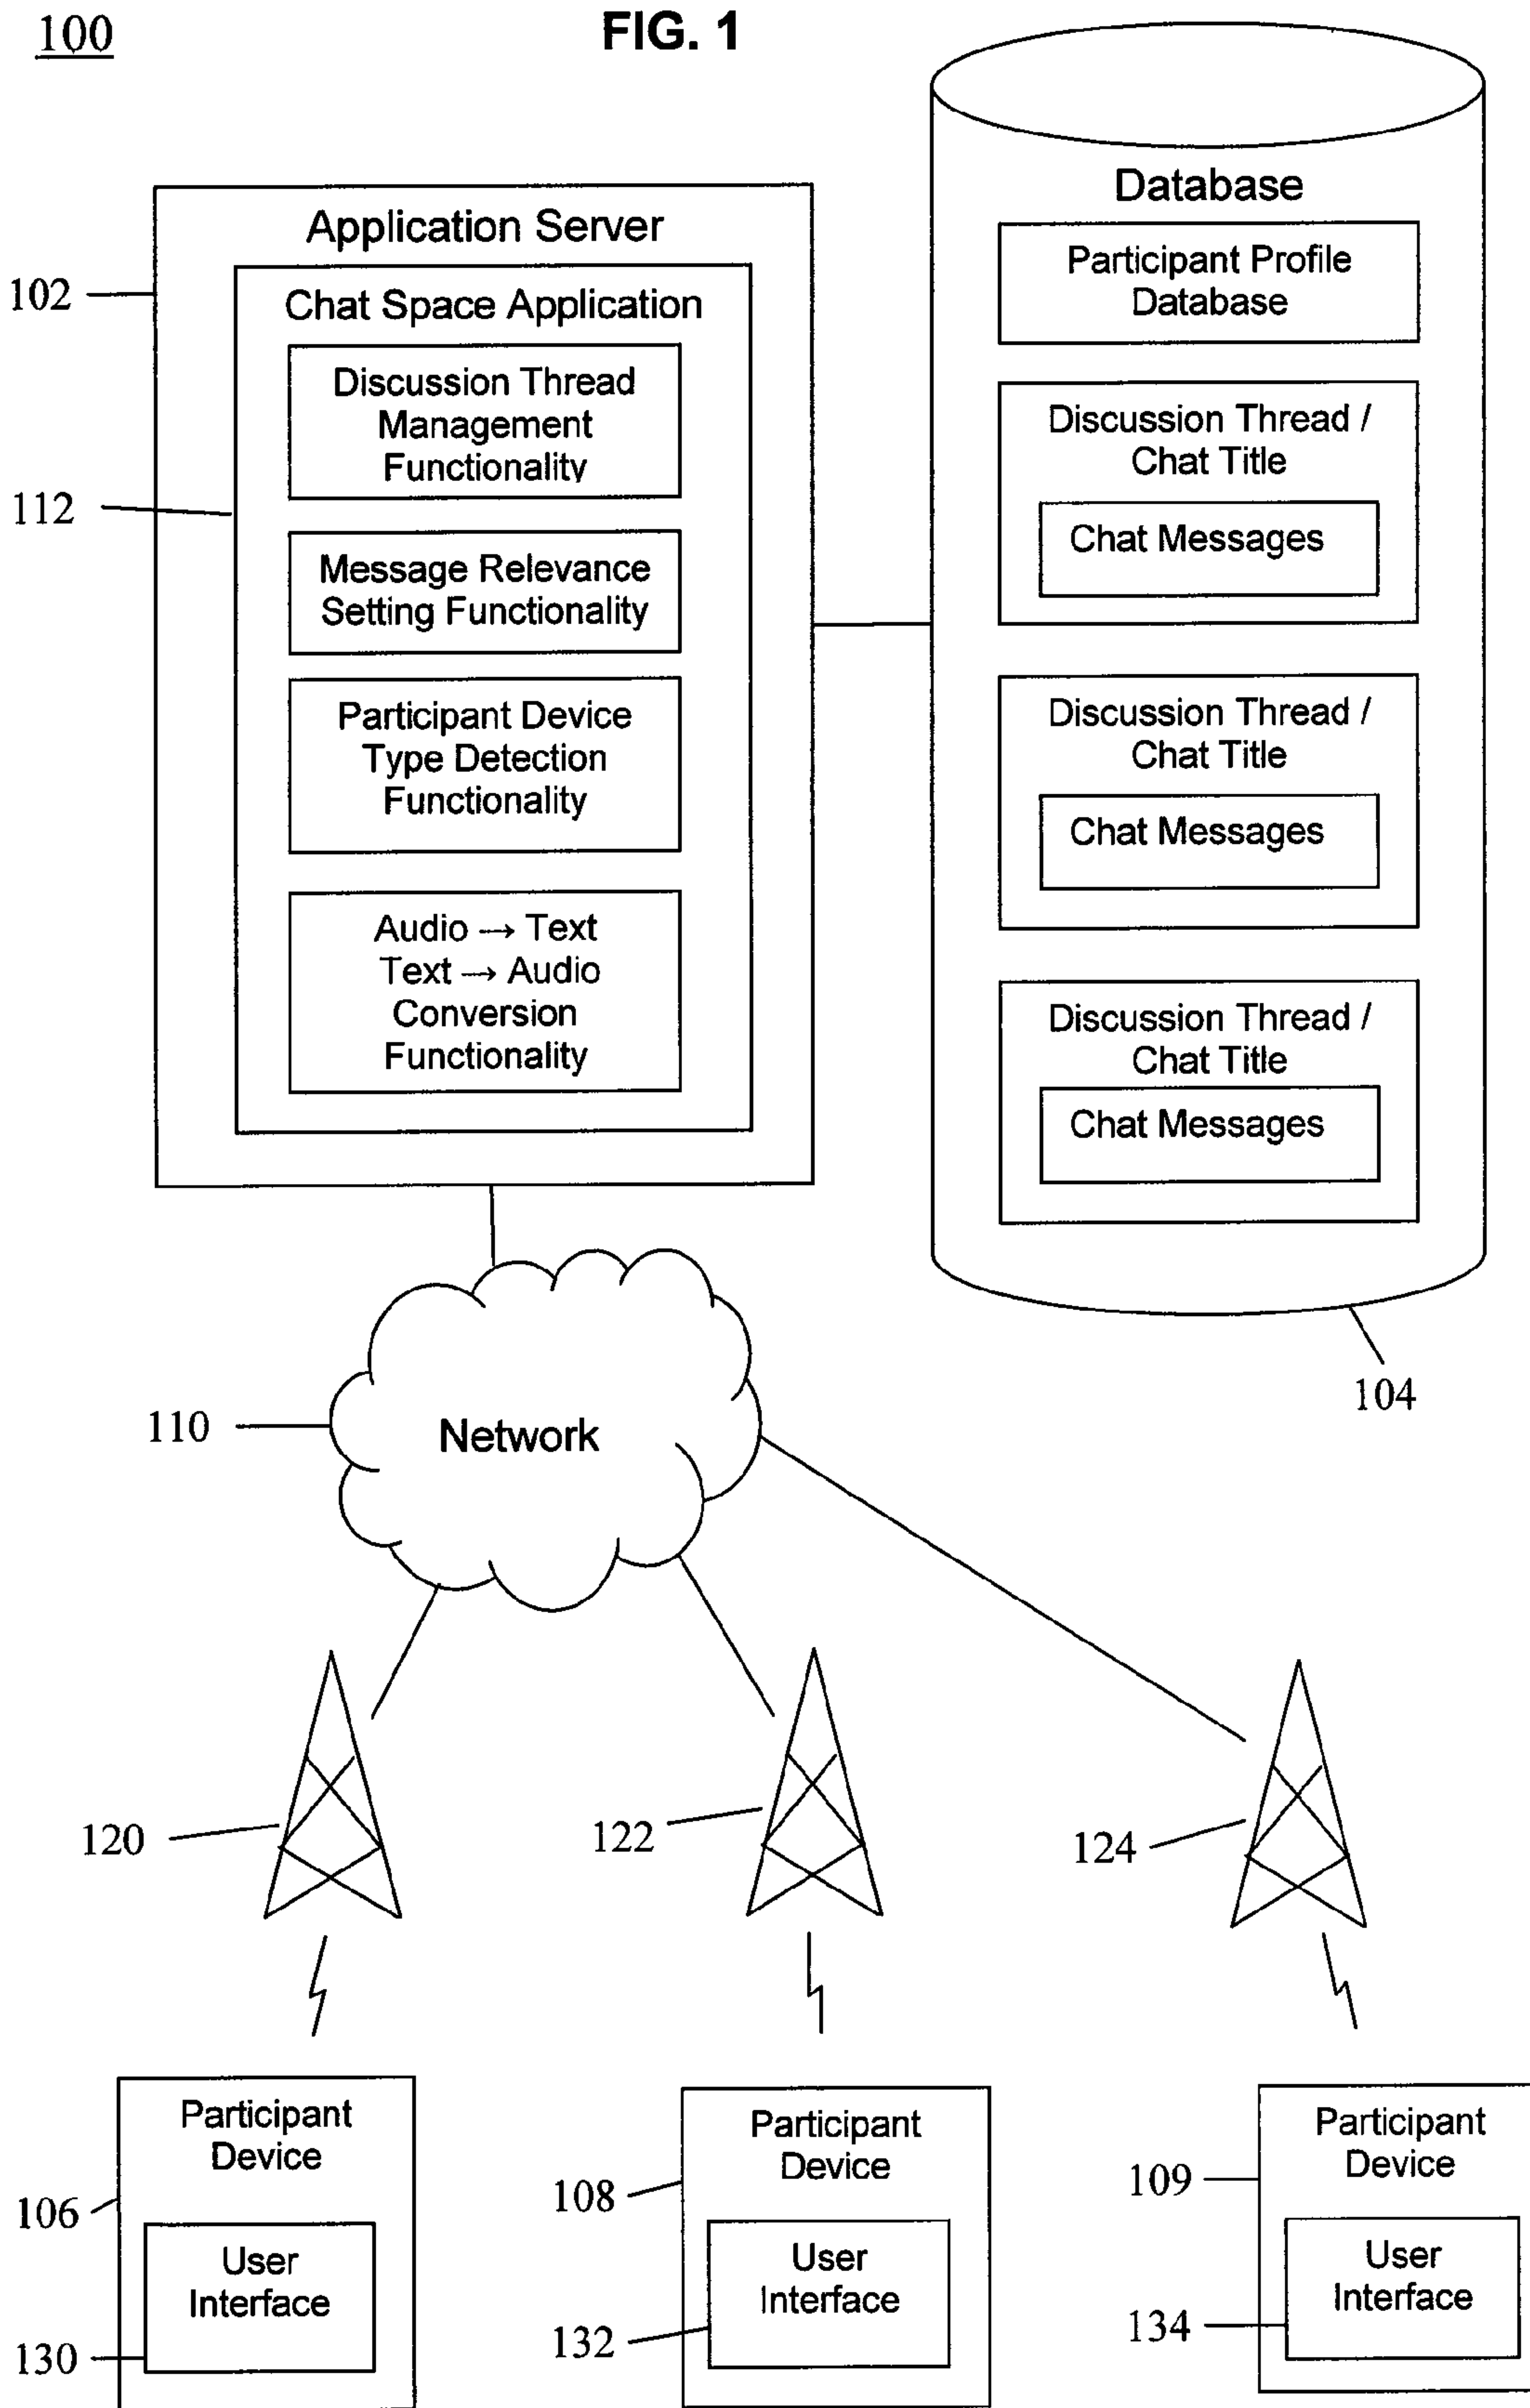 100
FIG. 1
Application Server
102
Chat Space Application
Discussion Thread
Management
Functionality
112
Message Relevance
Setting Functionality
Participant Device
Type Detection
Functionality
Audio → Text
Text → Audio
Conversion
Functionality
Database
Participant Profile
Database
Discussion Thread /
Chat Title
Chat Messages
Discussion Thread /
Chat Title
Chat Messages
Discussion Thread /
Chat Title
Chat Messages
104
110
Network
120
122
124
Participant
Device
106
User
Interface
130
Participant
Device
108
User
Interface
132
Participant
Device
109
User
Interface
134